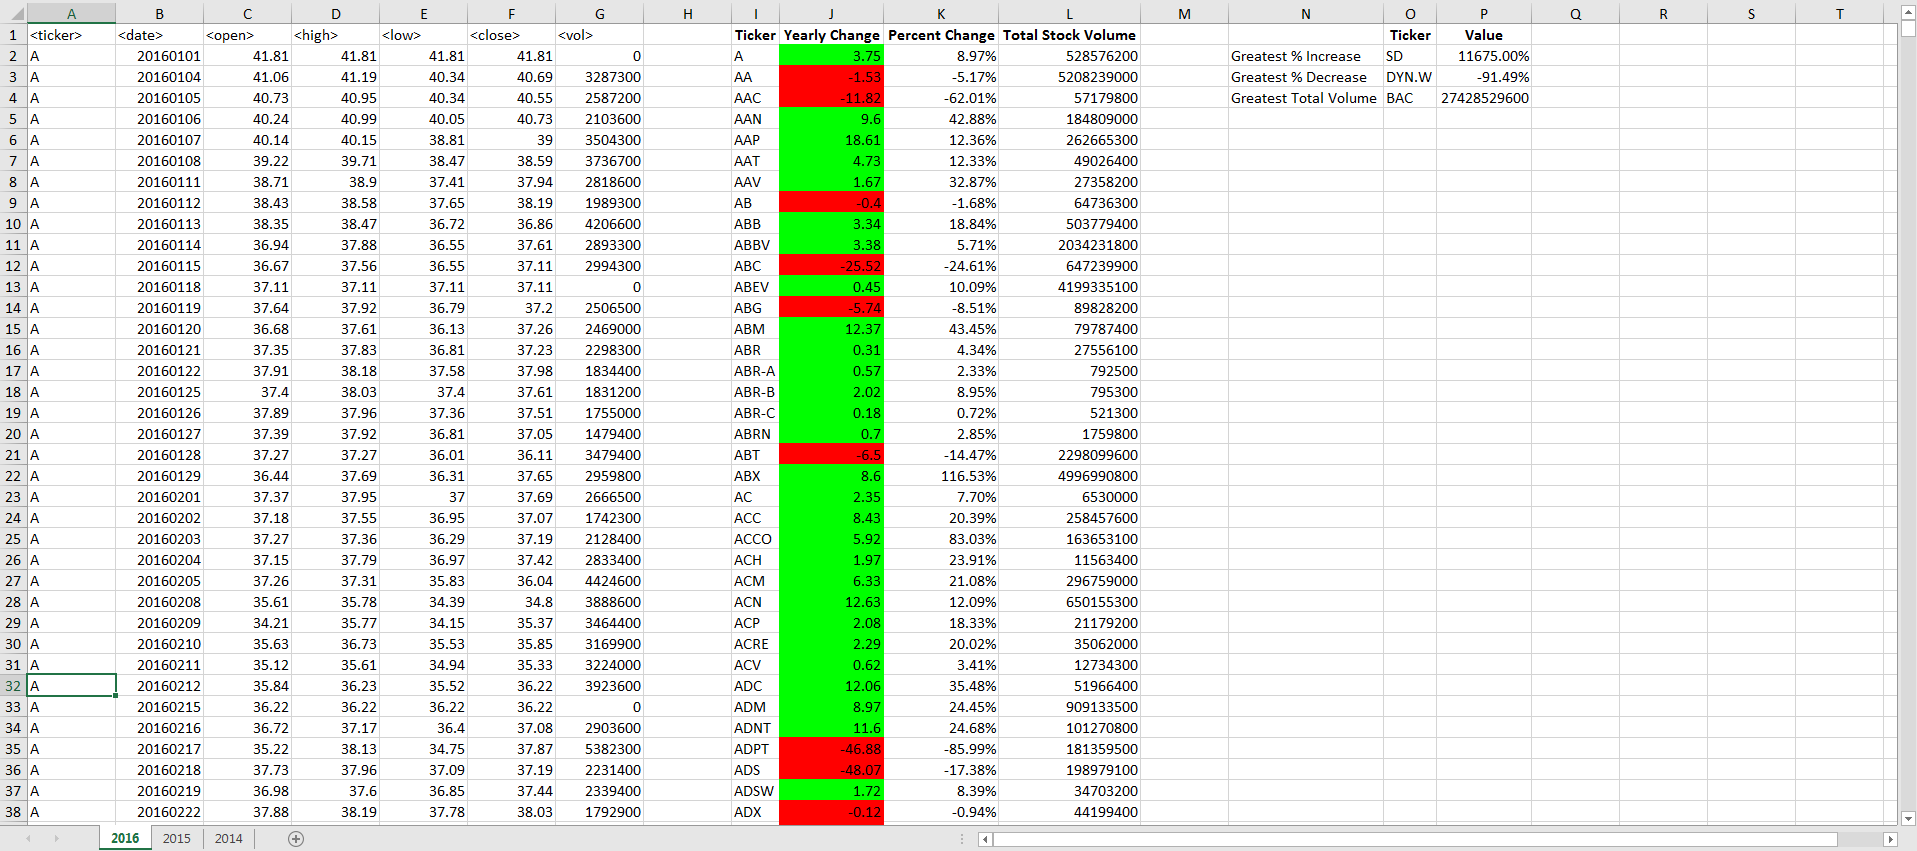 A B C D E F G H I J K L M N O P Q R S T
1 <ticker> <date> <open> <high> <low> <close> <vol> Ticker Yearly Change Percent Change Total Stock Volume Ticker Value
2 A 20160101 41.81 41.81 41.81 41.81 0 A 3.75 8.97% 528576200 Greatest % Increase SD 11675.00%
3 A 20160104 41.06 41.19 40.34 40.69 3287300 AA -1.53 -5.17% 5208239000 Greatest % Decrease DYN.W -91.49%
4 A 20160105 40.73 40.95 40.34 40.55 2587200 AAC -11.82 -62.01% 57179800 Greatest Total Volume BAC 27428529600
5 A 20160106 40.24 40.99 40.05 40.73 2103600 AAN 9.6 42.88% 184809000
6 A 20160107 40.14 40.15 38.81 39 3504300 AAP 18.61 12.36% 262665300
7 A 20160108 39.22 39.71 38.47 38.59 3736700 AAT 4.73 12.33% 49026400
8 A 20160111 38.71 38.9 37.41 37.94 2818600 AAV 1.67 32.87% 27358200
9 A 20160112 38.43 38.58 37.65 38.19 1989300 AB -0.4 -1.68% 64736300
10 A 20160113 38.35 38.47 36.72 36.86 4206600 ABB 3.34 18.84% 503779400
11 A 20160114 36.94 37.88 36.55 37.61 2893300 ABBV 3.38 5.71% 2034231800
12 A 20160115 36.67 37.56 36.55 37.11 2994300 ABC -25.52 -24.61% 647239900
13 A 20160118 37.11 37.11 37.11 37.11 0 ABEV 0.45 10.09% 4199335100
14 A 20160119 37.64 37.92 36.79 37.2 2506500 ABG -5.74 -8.51% 89828200
15 A 20160120 36.68 37.61 36.13 37.26 2469000 ABM 12.37 43.45% 79787400
16 A 20160121 37.35 37.83 36.81 37.23 2298300 ABR 0.31 4.34% 27556100
17 A 20160122 37.91 38.18 37.58 37.98 1834400 ABR-A 0.57 2.33% 792500
18 A 20160125 37.4 38.03 37.4 37.61 1831200 ABR-B 2.02 8.95% 795300
19 A 20160126 37.89 37.96 37.36 37.51 1755000 ABR-C 0.18 0.72% 521300
20 A 20160127 37.39 37.92 36.81 37.05 1479400 ABRN 0.7 2.85% 1759800
21 A 20160128 37.27 37.27 36.01 36.11 3479400 ABT -6.5 -14.47% 2298099600
22 A 20160129 36.44 37.69 36.31 37.65 2959800 ABX 8.6 116.53% 4996990800
23 A 20160201 37.37 37.95 37 37.69 2666500 AC 2.35 7.70% 6530000
24 A 20160202 37.18 37.55 36.95 37.07 1742300 ACC 8.43 20.39% 258457600
25 A 20160203 37.27 37.36 36.29 37.19 2128400 ACCO 5.92 83.03% 163653100
26 A 20160204 37.15 37.79 36.97 37.42 2833400 ACH 1.97 23.91% 11563400
27 A 20160205 37.26 37.31 35.83 36.04 4424600 ACM 6.33 21.08% 296759000
28 A 20160208 35.61 35.78 34.39 34.8 3888600 ACN 12.63 12.09% 650155300
29 A 20160209 34.21 35.77 34.15 35.37 3464400 ACP 2.08 18.33% 21179200
30 A 20160210 35.63 36.73 35.53 35.85 3169900 ACRE 2.29 20.02% 35062000
31 A 20160211 35.12 35.61 34.94 35.33 3224000 ACV 0.62 3.41% 12734300
32 A 20160212 35.84 36.23 35.52 36.22 3923600 ADC 12.06 35.48% 51966400
33 A 20160215 36.22 36.22 36.22 36.22 0 ADM 8.97 24.45% 909133500
34 A 20160216 36.72 37.17 36.4 37.08 2903600 ADNT 11.6 24.68% 101270800
35 A 20160217 35.22 38.13 34.75 37.87 5382300 ADPT -46.88 -85.99% 181359500
36 A 20160218 37.73 37.96 37.09 37.19 2231400 ADS -48.07 -17.38% 198979100
37 A 20160219 36.98 37.6 36.85 37.44 2339400 ADSW 1.72 8.39% 34703200
38 A 20160222 37.88 38.19 37.78 38.03 1792900 ADX -0.12 -0.94% 44199400
2016 2015 2014